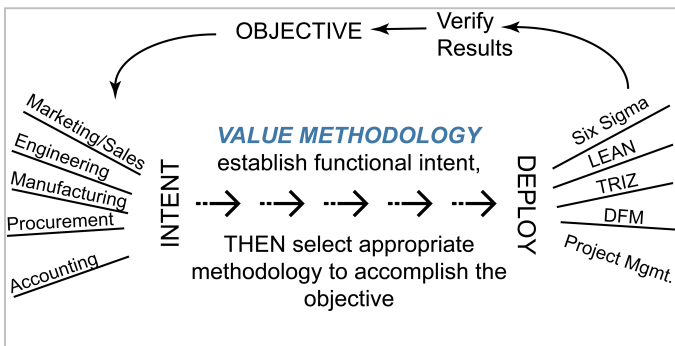 OBJECTIVE
Verify
Results
Marketing/Sales
Engineering
Manufacturing
Procurement
Accounting
INTENT
VALUE METHODOLOGY
establish functional intent,
THEN select appropriate
methodology to accomplish the
objective
DEPLOY
Six Sigma
LEAN
TRIZ
DFM
Project Mgmt.